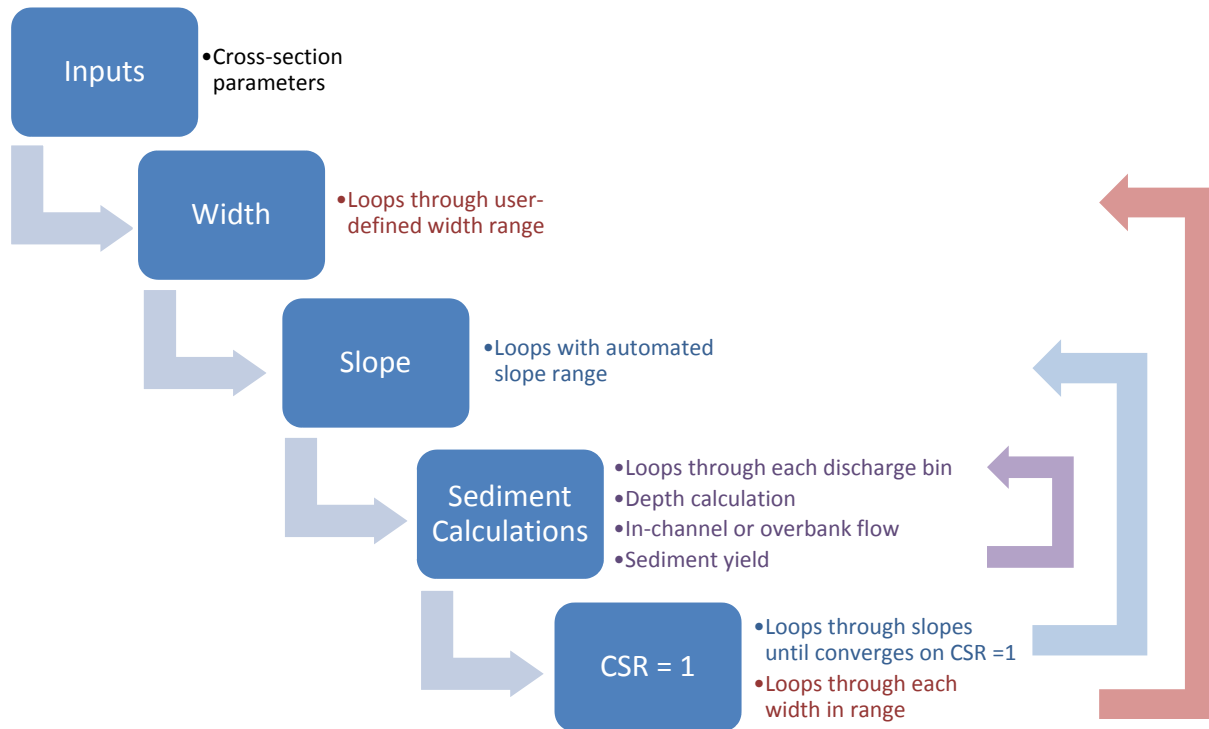 Inputs
•Cross-section
parameters
Width
•Loops through user-
defined width range
Slope
•Loops with automated
slope range
Sediment
Calculations
•Loops through each discharge bin
•Depth calculation
•In-channel or overbank flow
•Sediment yield
CSR = 1
•Loops through slopes
until converges on CSR =1
•Loops through each
width in range